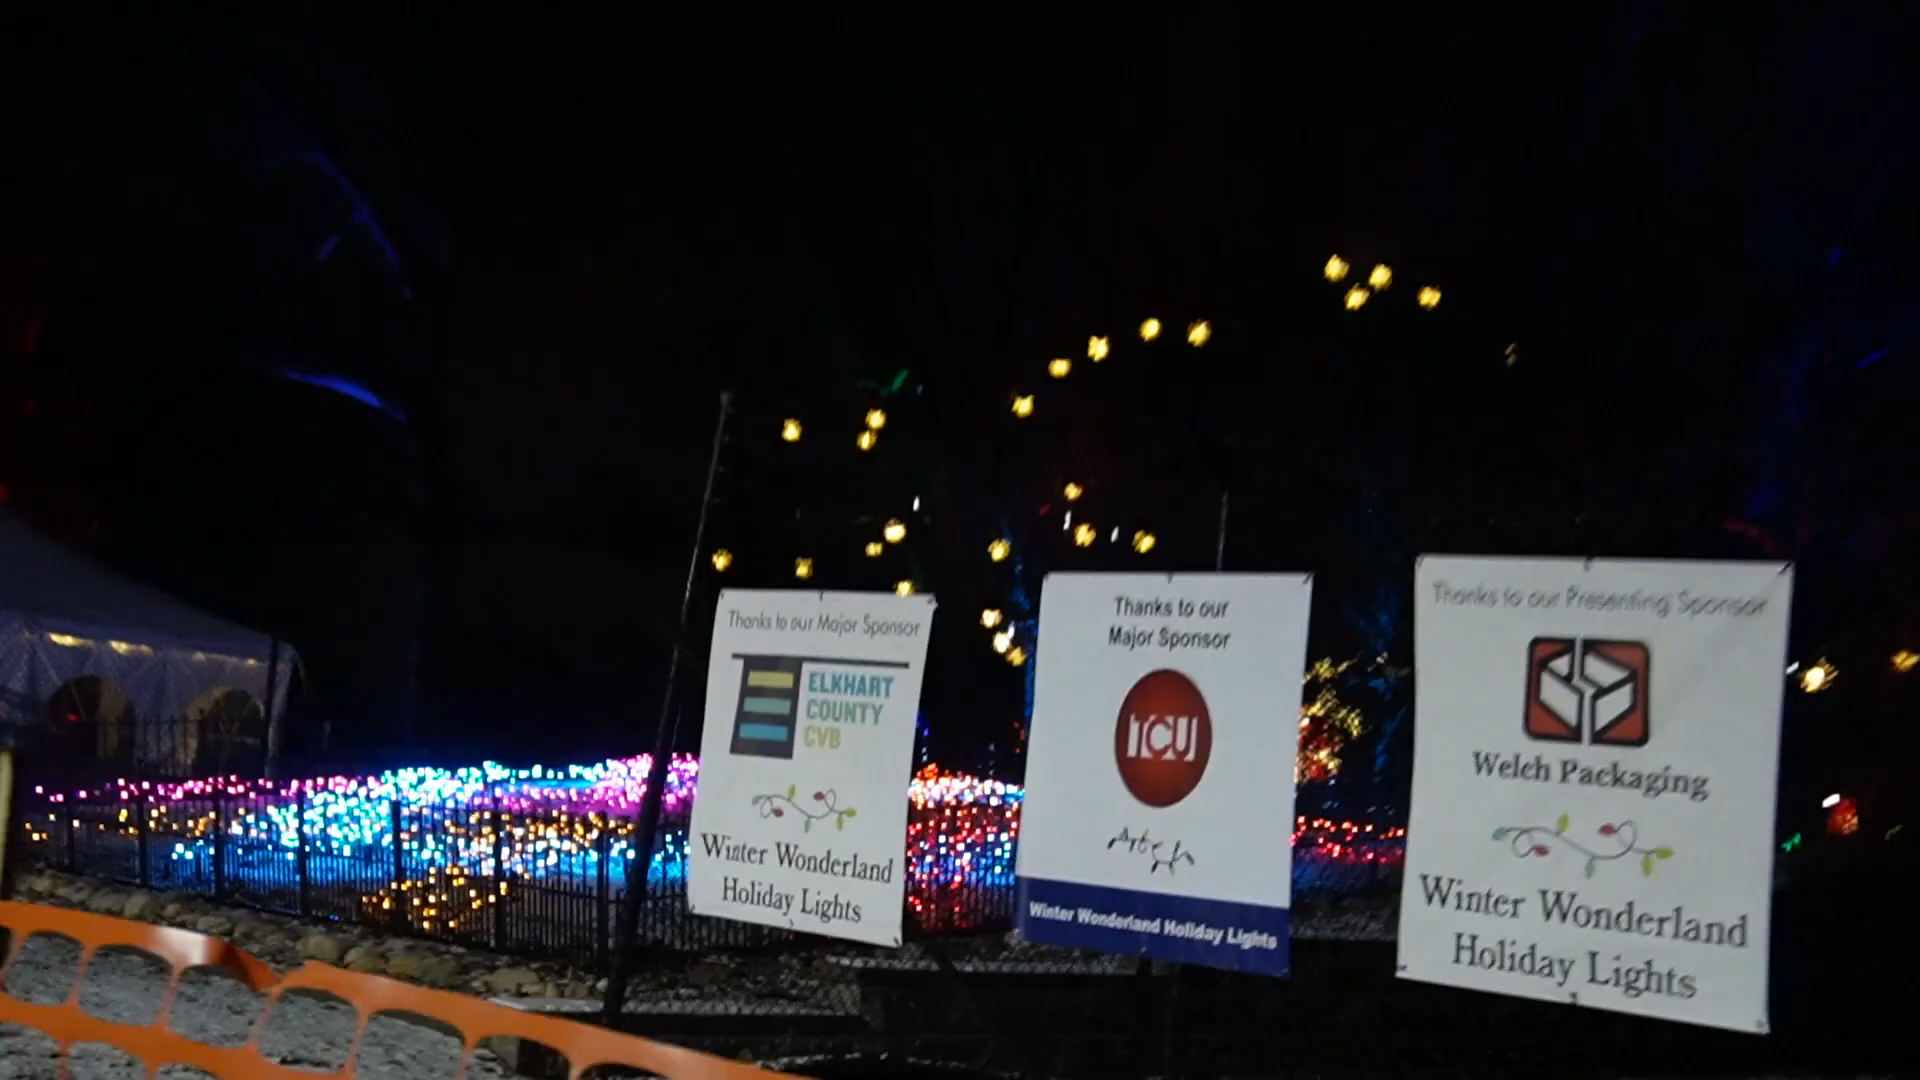 Thanks to our Major Sponsor
ELKHART
COUNTY
CVB
Winter Wonderland
Holiday Lights
Thanks to our
Major Sponsor
TCU
Winter Wonderland Holiday Lights
Thanks to our Presenting Sponsor
Welch Packaging
Winter Wonderland
Holiday Lights